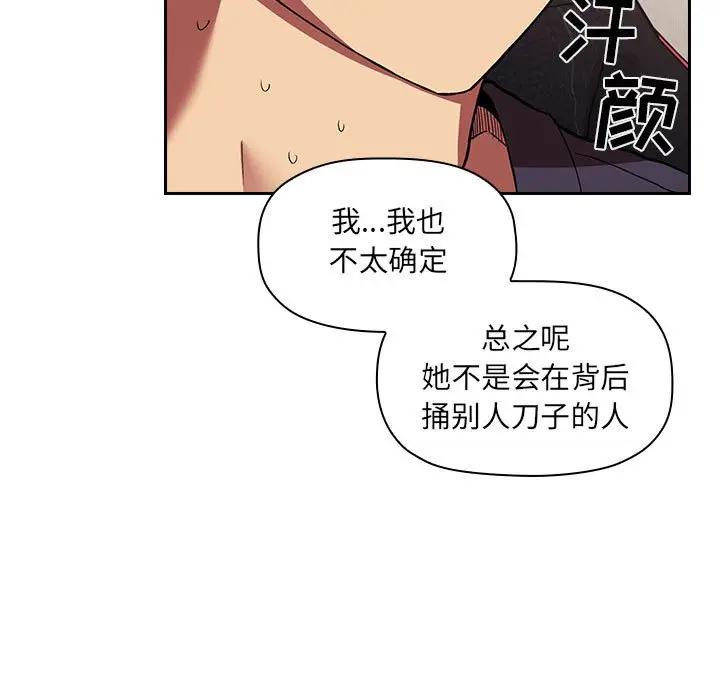 汗颜
我...我也
不太确定
总之呢
她不是会在背后
捅别人刀子的人